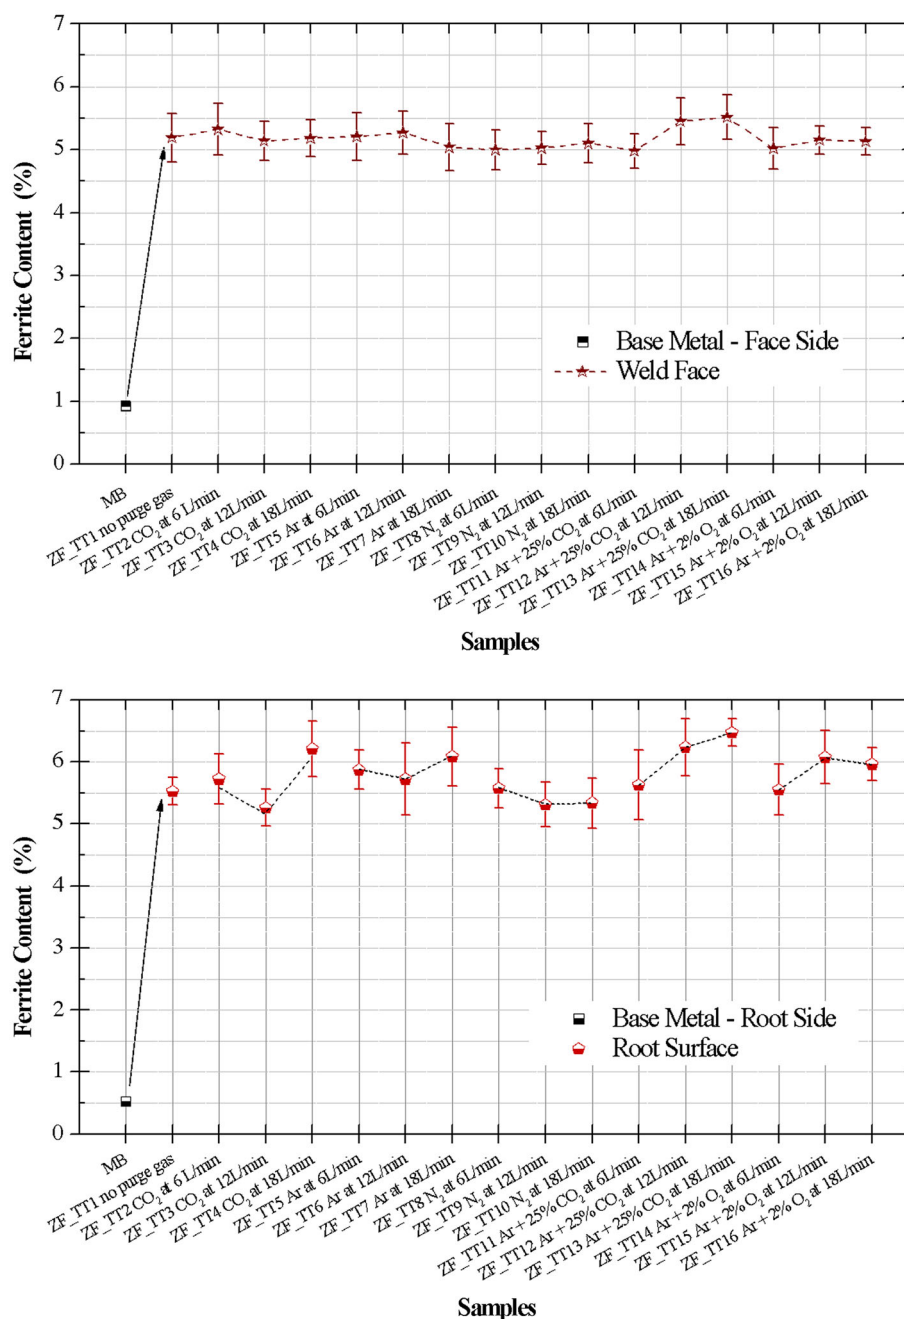 7
6
5
4
3
2
1
0
Ferrite Content (%)
Base Metal - Face Side
Weld Face
MB
ZF_TT1 no purge gas
ZF_TT2 CO₂ at 6 L/min
ZF_TT3 CO₂ at 12L/min
ZF_TT4 CO₂ at 18L/min
ZF_TT5 Ar at 6L/min
ZF_TT6 Ar at 12L/min
ZF_TT7 Ar at 18L/min
ZF_TT8 N₂ at 6L/min
ZF_TT9 N₂ at 12L/min
ZF_TT10 N₂ at 18L/min
ZF_TT11 Ar + 25% CO₂ at 6L/min
ZF_TT12 Ar + 25% CO₂ at 12L/min
ZF_TT13 Ar + 25% CO₂ at 18L/min
ZF_TT14 Ar + 2% O₂ at 6L/min
ZF_TT15 Ar + 2% O₂ at 12L/min
ZF_TT16 Ar + 2% O₂ at 18L/min
Samples
7
6
5
4
3
2
1
0
Ferrite Content (%)
Base Metal - Root Side
Root Surface
MB
ZF_TT1 no purge gas
ZF_TT2 CO₂ at 6 L/min
ZF_TT3 CO₂ at 12L/min
ZF_TT4 CO₂ at 18L/min
ZF_TT5 Ar at 6L/min
ZF_TT6 Ar at 12L/min
ZF_TT7 Ar at 18L/min
ZF_TT8 N₂ at 6L/min
ZF_TT9 N₂ at 12L/min
ZF_TT10 N₂ at 18L/min
ZF_TT11 Ar + 25% CO₂ at 6L/min
ZF_TT12 Ar + 25% CO₂ at 12L/min
ZF_TT13 Ar + 25% CO₂ at 18L/min
ZF_TT14 Ar + 2% O₂ at 6L/min
ZF_TT15 Ar + 2% O₂ at 12L/min
ZF_TT16 Ar + 2% O₂ at 18L/min
Samples